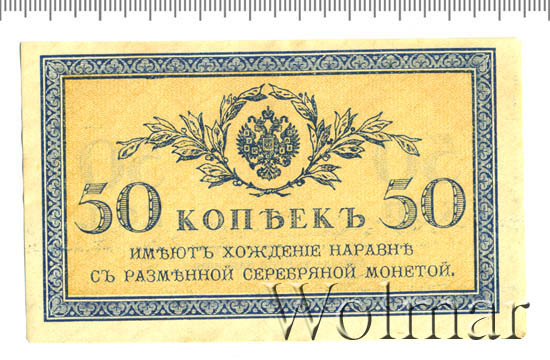 50 КОПѢЕКЪ 50
ИМѢЮТЪ ХОЖДЕНІЕ НАРАВНѢ
СЪ РАЗМѢННОЙ СЕРЕБРЯНОЙ МОНЕТОЙ.
Wolmar